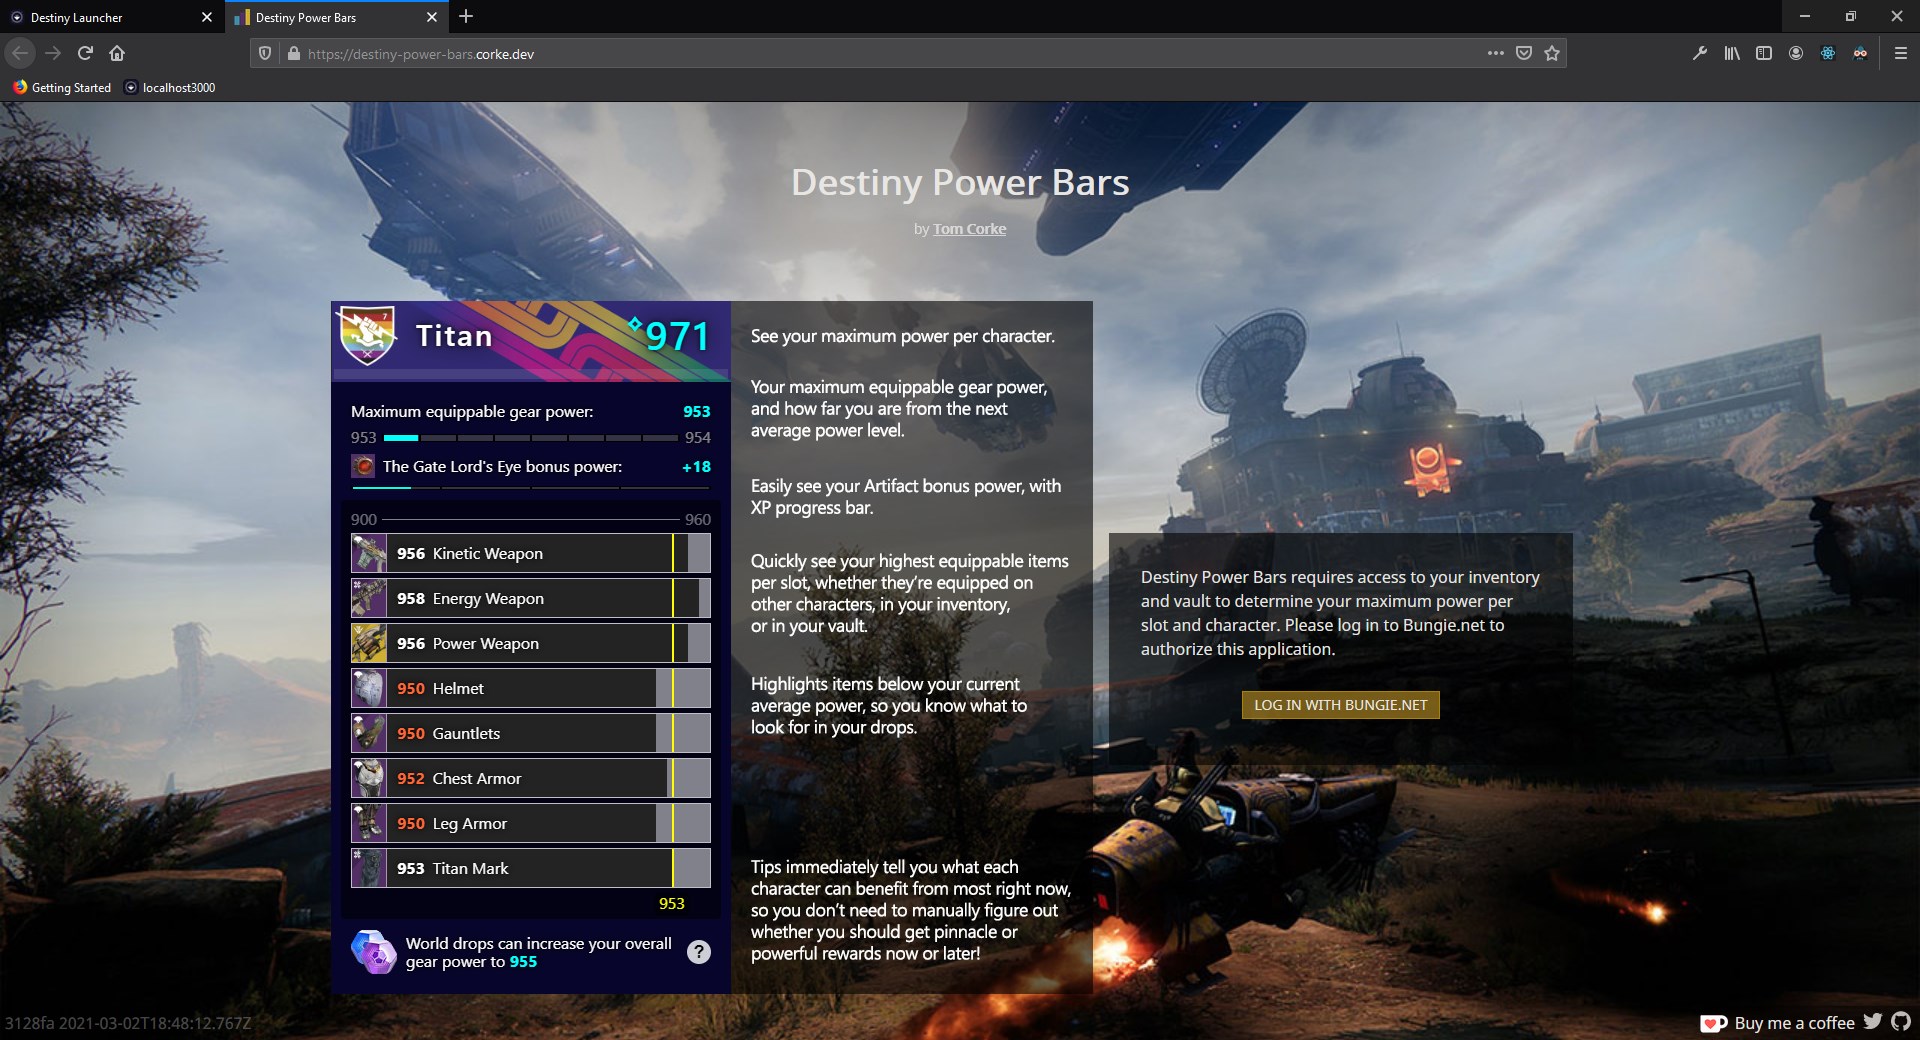 Destiny Launcher
Destiny Power Bars
https://destiny-power-bars.corke.dev
Getting Started
localhost3000
Destiny Power Bars
by Tom Corke
7
Titan
971
Maximum equippable gear power:
953
953
954
The Gate Lord's Eye bonus power:
+18
900
960
956 Kinetic Weapon
958 Energy Weapon
956 Power Weapon
950 Helmet
950 Gauntlets
952 Chest Armor
950 Leg Armor
953 Titan Mark
953
World drops can increase your overall
gear power to 955
?
See your maximum power per character.
Your maximum equippable gear power,
and how far you are from the next
average power level.
Easily see your Artifact bonus power, with
XP progress bar.
Quickly see your highest equippable items
per slot, whether they're equipped on
other characters, in your inventory,
or in your vault.
Highlights items below your current
average power, so you know what to
look for in your drops.
Tips immediately tell you what each
character can benefit from most right now,
so you don't need to manually figure out
whether you should get pinnacle or
powerful rewards now or later!
Destiny Power Bars requires access to your inventory
and vault to determine your maximum power per
slot and character. Please log in to Bungie.net to
authorize this application.
LOG IN WITH BUNGIE.NET
3128fa 2021-03-02T18:48:12.767Z
Buy me a coffee